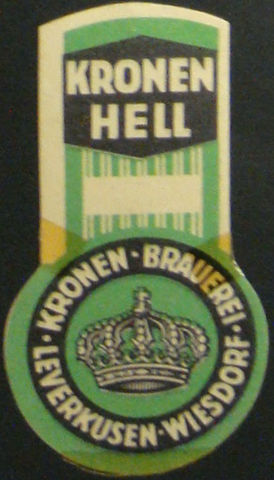 KRONEN
HELL
KRONEN-BRAUEREI
LEVERKUSEN-WIESDORF